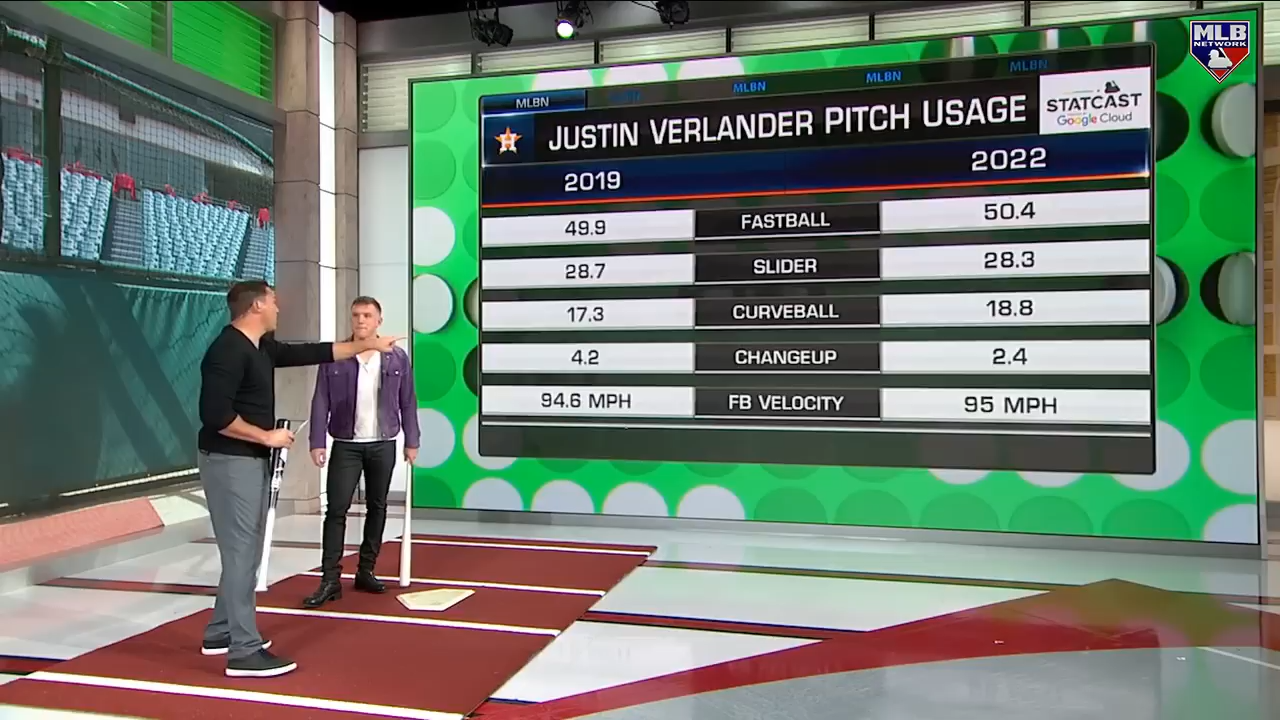 MLB
NETWORK
MLBN
MLBN
MLBN
MLBN
JUSTIN VERLANDER PITCH USAGE
STATCAST
Google Cloud
2019 2022
49.9 FASTBALL 50.4
28.7 SLIDER 28.3
17.3 CURVEBALL 18.8
4.2 CHANGEUP 2.4
94.6 MPH FB VELOCITY 95 MPH